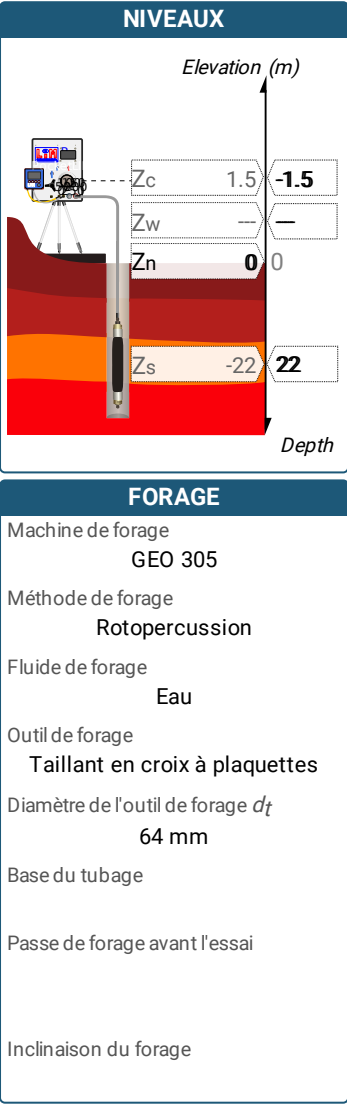 NIVEAUX
Elevation (m)
LIM
Zc 1.5 -1.5
Zw --- ---
Zn 0 0
Zs -22 22
Depth
FORAGE
Machine de forage
GEO 305
Méthode de forage
Rotopercussion
Fluide de forage
Eau
Outil de forage
Taillant en croix à plaquettes
Diamètre de l'outil de forage dt
64 mm
Base du tubage
Passe de forage avant l'essai
Inclinaison du forage